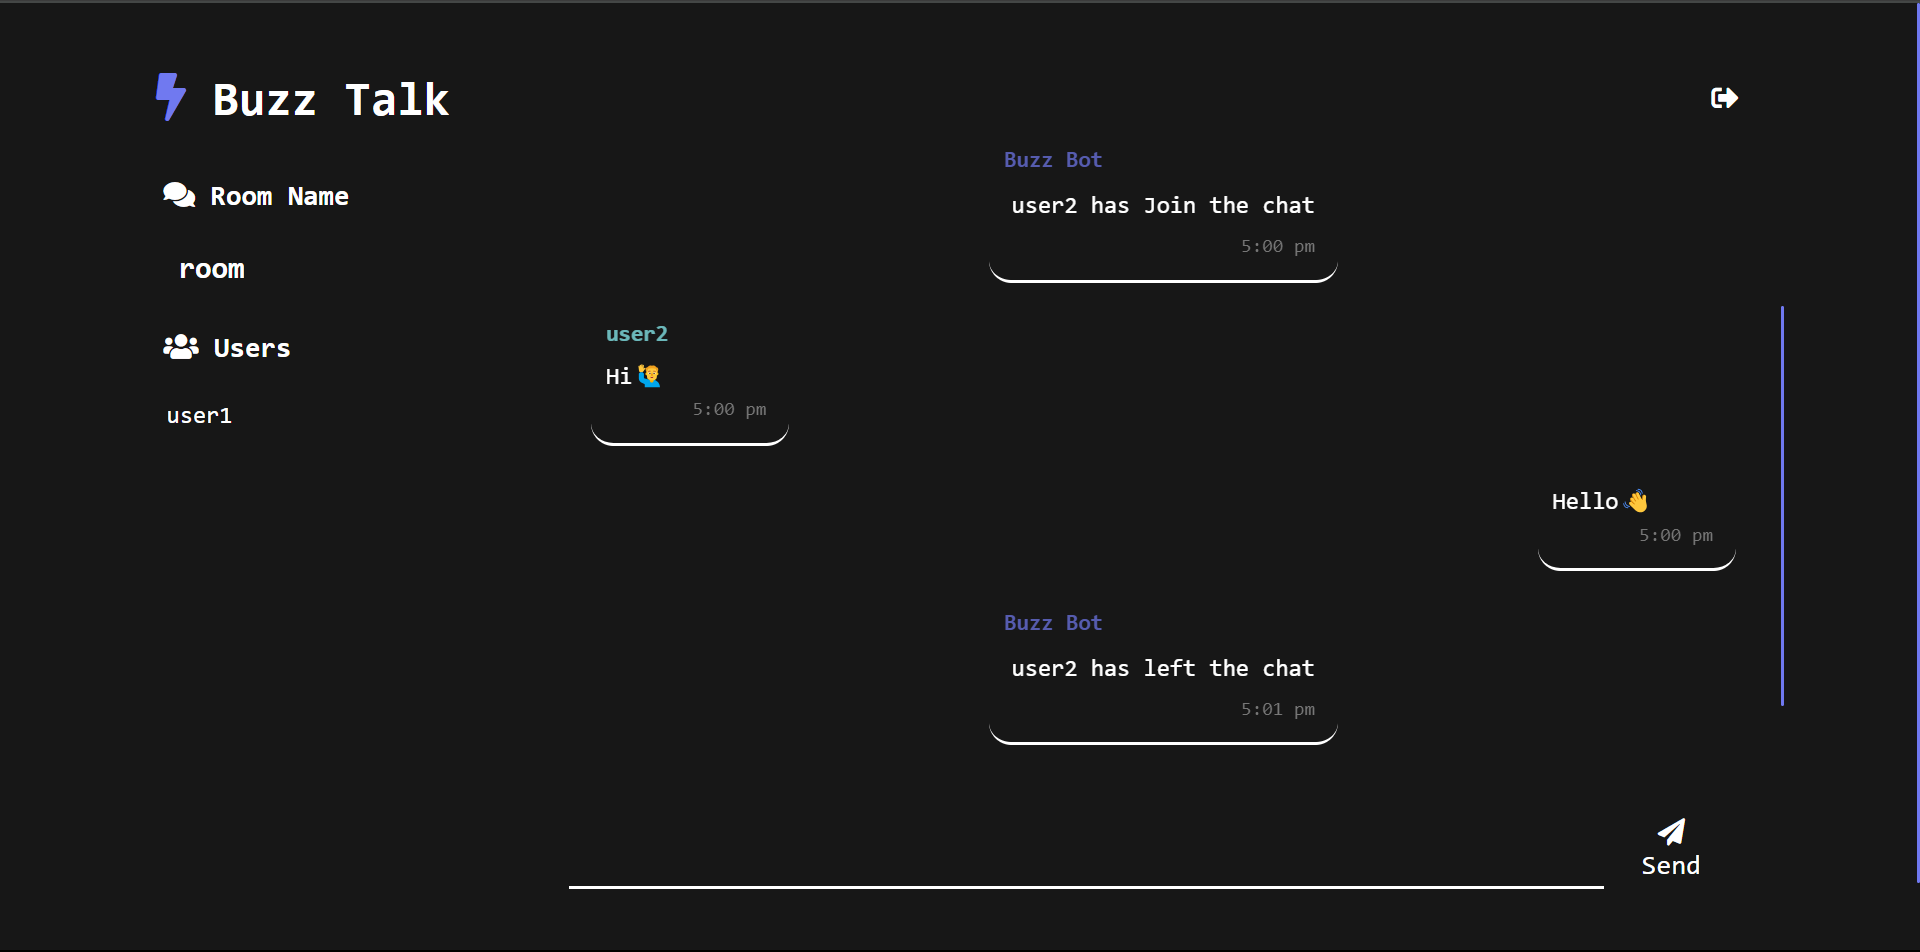 Buzz Talk
Room Name
room
Users
user1
Buzz Bot
user2 has Join the chat
5:00 pm
user2
Hi🙋‍♂️
5:00 pm
Hello👋
5:00 pm
Buzz Bot
user2 has left the chat
5:01 pm
Send